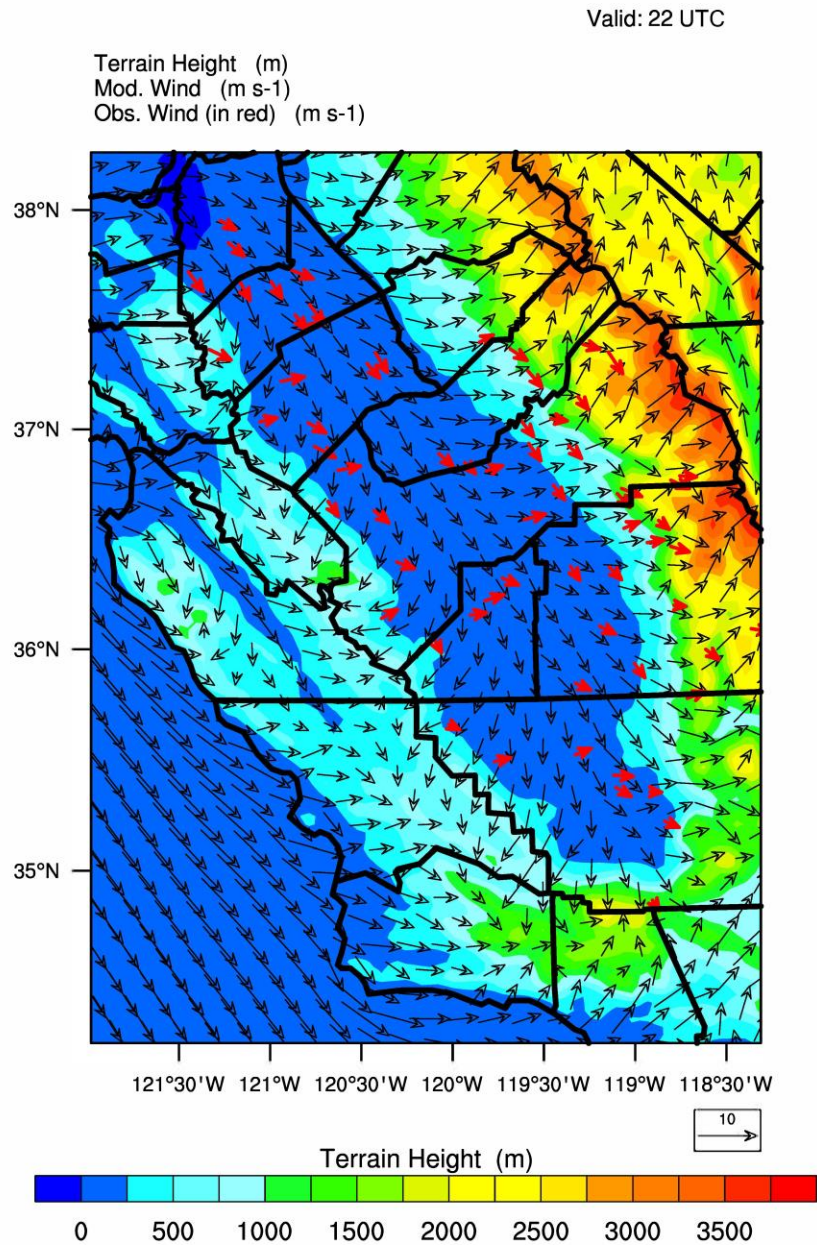 Valid: 22 UTC
Terrain Height (m)
Mod. Wind (m s-1)
Obs. Wind (in red) (m s-1)
38°N
37°N
36°N
35°N
121°30'W 121°W 120°30'W 120°W 119°30'W 119°W 118°30'W
10
Terrain Height (m)
0 500 1000 1500 2000 2500 3000 3500